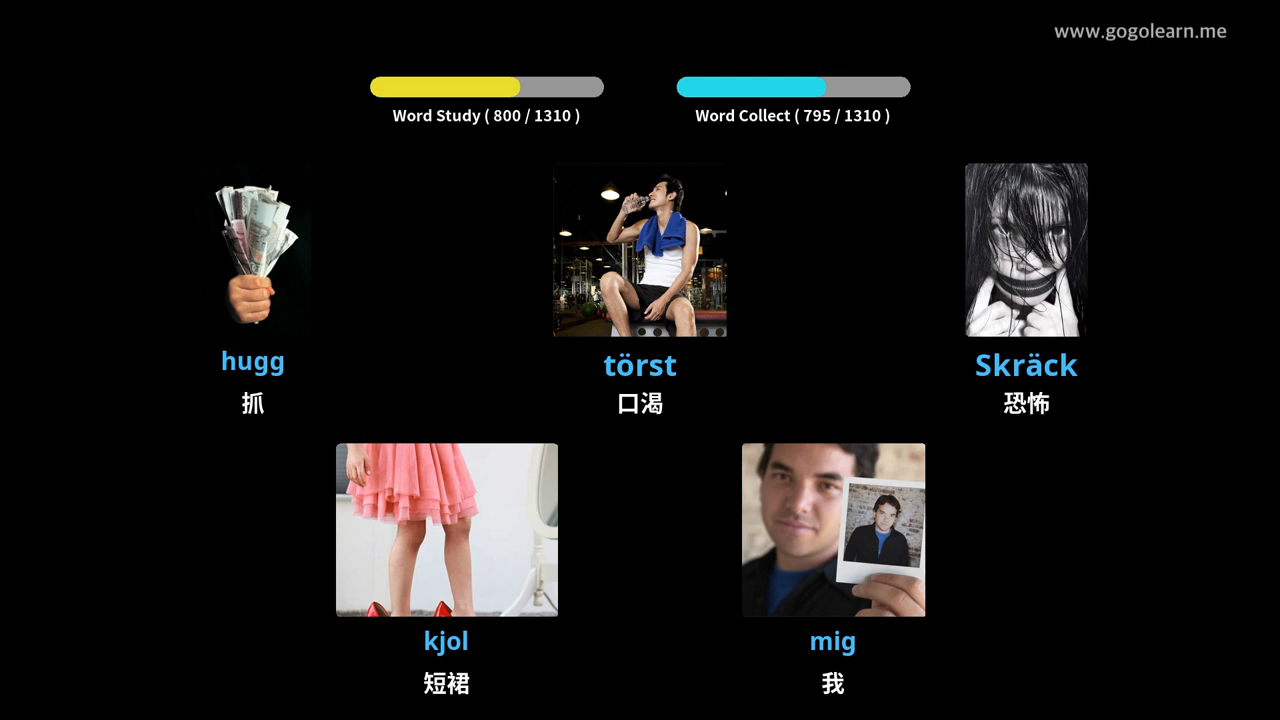 www.gogolearn.me
Word Study ( 800 / 1310 )
Word Collect ( 795 / 1310 )
hugg
törst
Skräck
抓
口渴
恐怖
kjol
mig
短裙
我